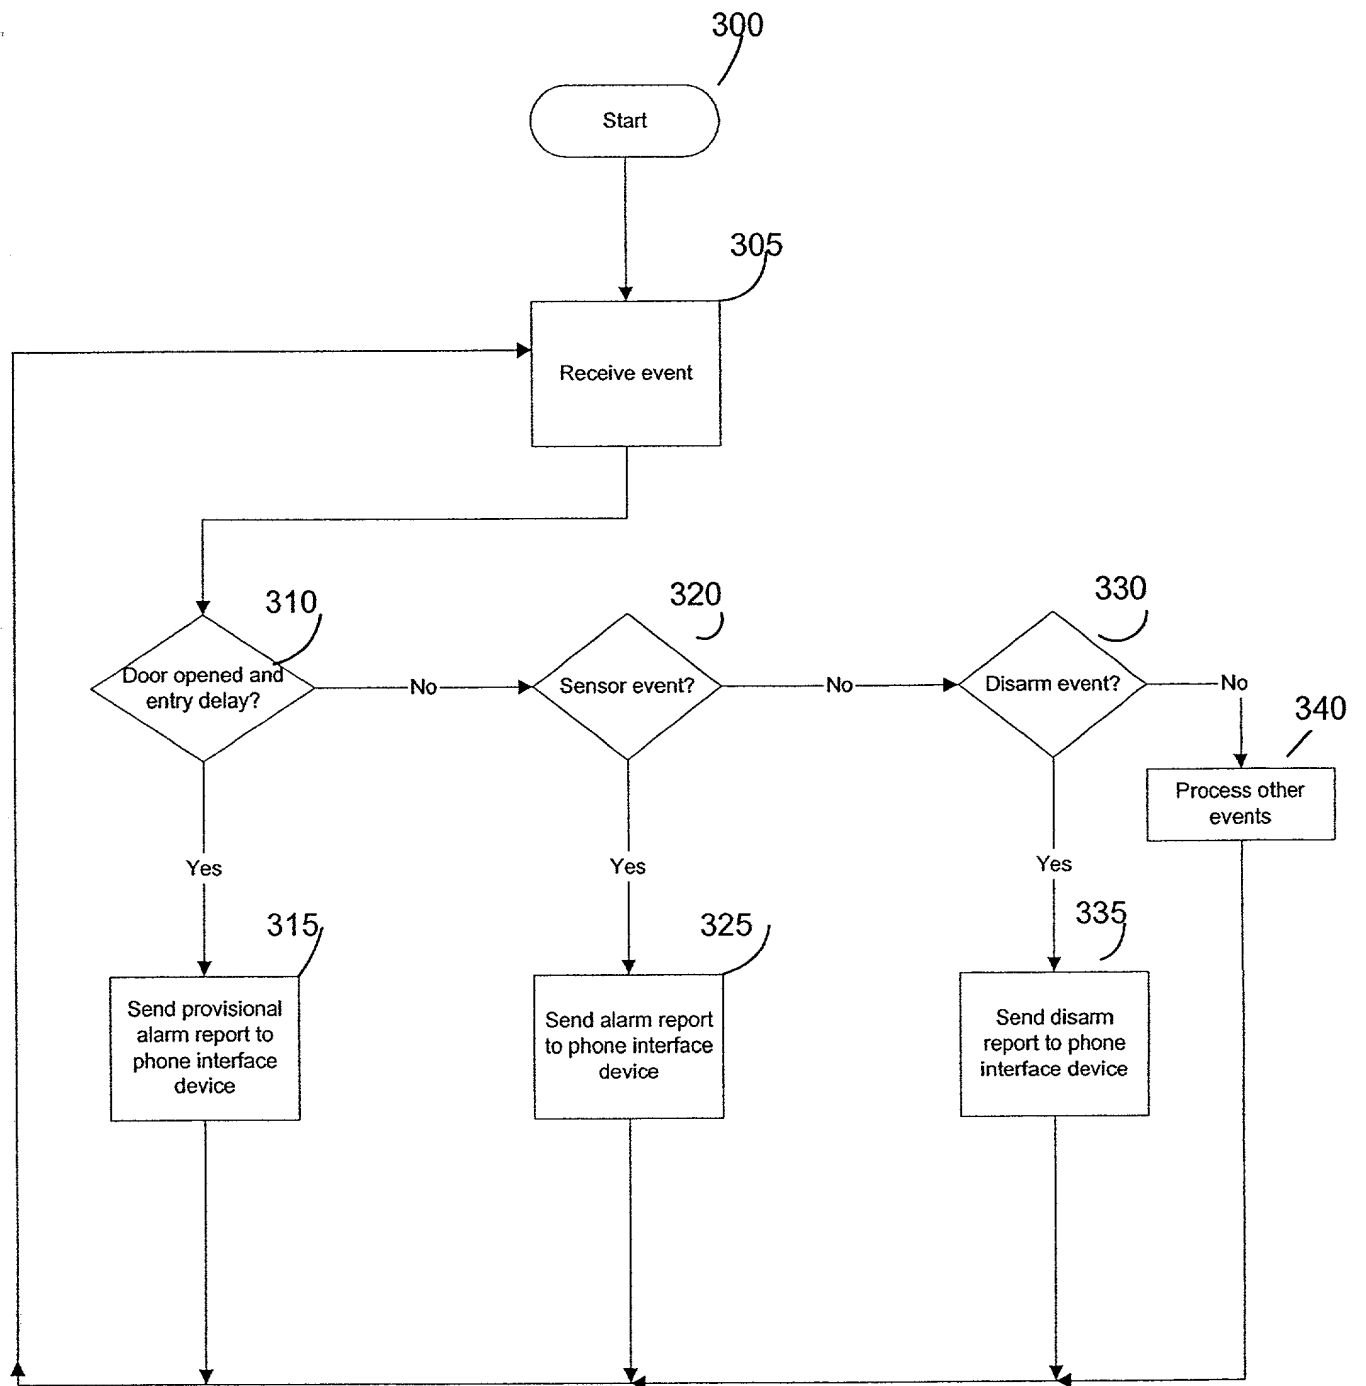 300
Start
305
Receive event
310
Door opened and
entry delay?
No
320
Sensor event?
No
330
Disarm event?
No
340
Process other
events
Yes
Yes
Yes
315
Send provisional
alarm report to
phone interface
device
325
Send alarm report
to phone interface
device
335
Send disarm
report to phone
interface device